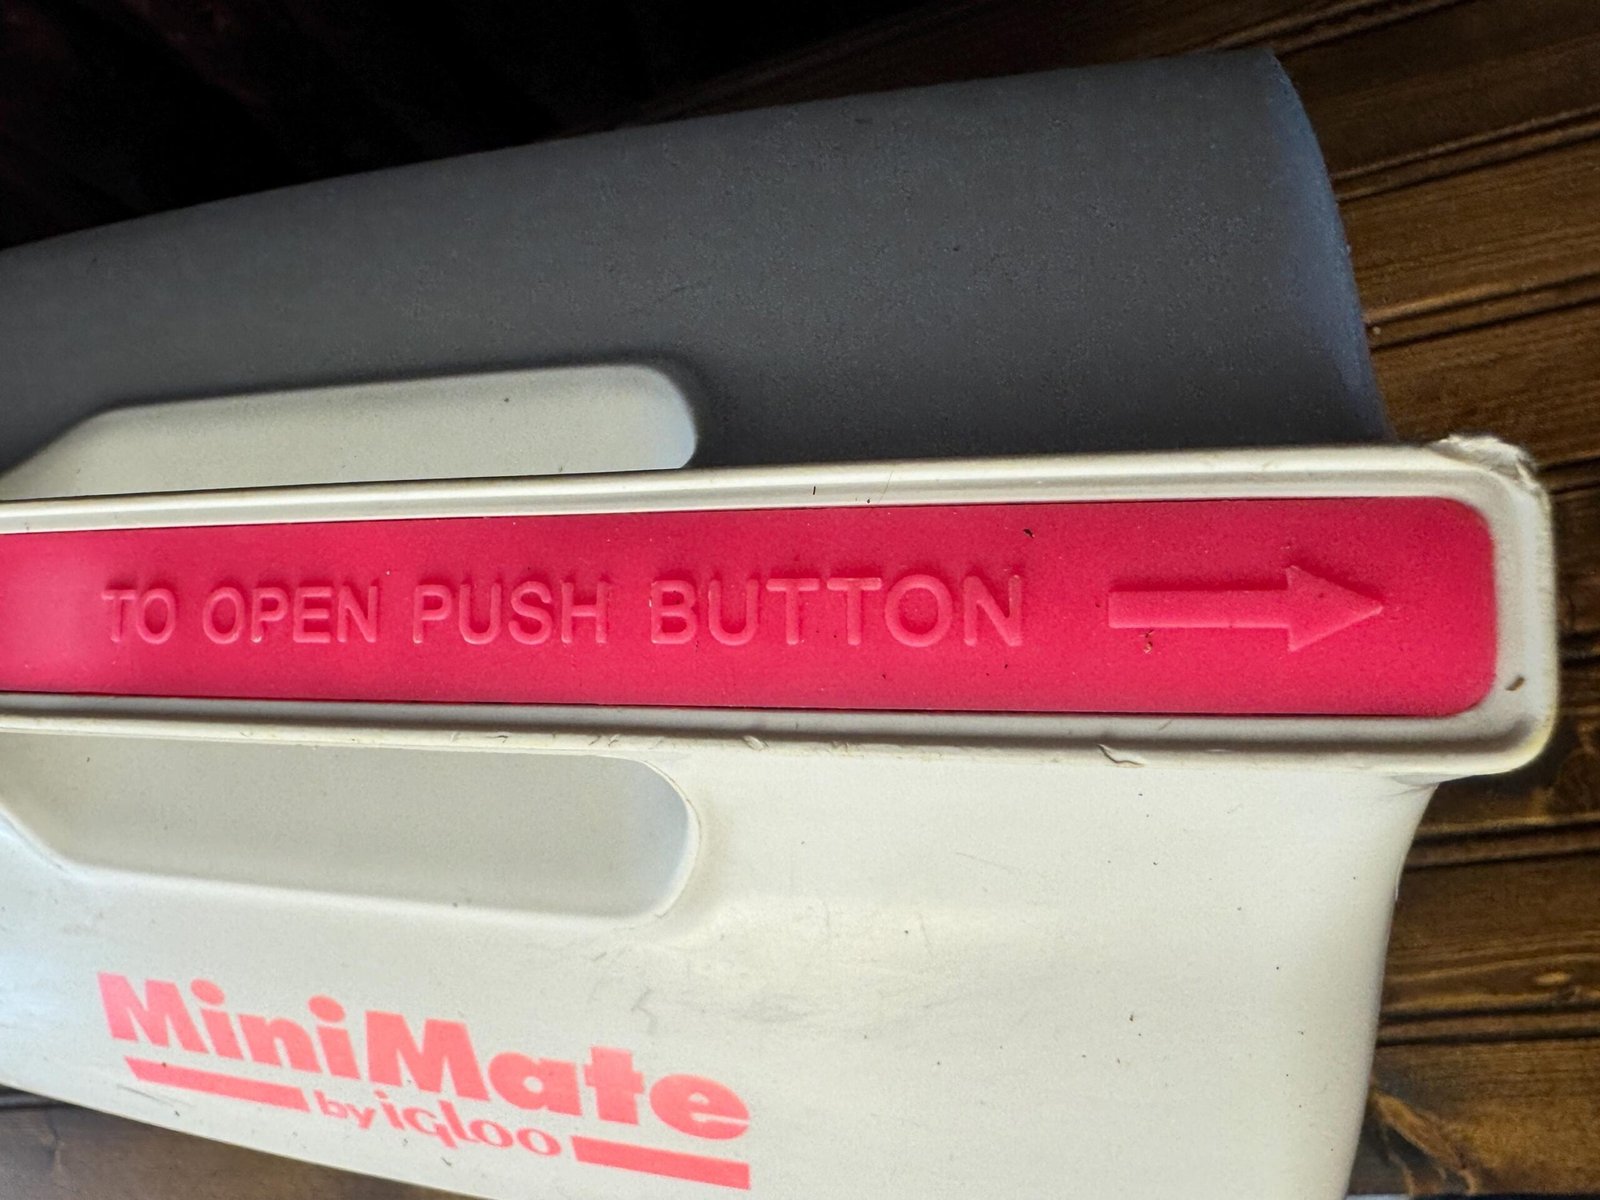 TO OPEN PUSH BUTTON
MiniMate
by igloo